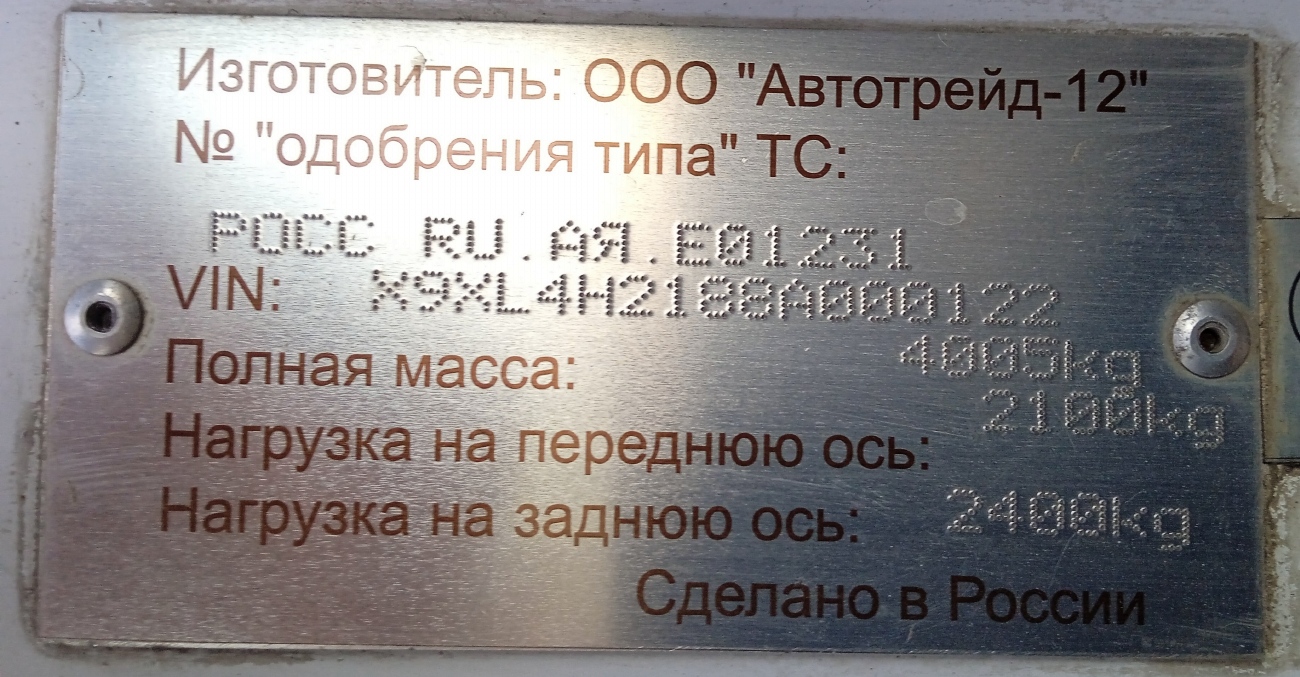 Изготовитель: ООО "Автотрейд-12"
№ "одобрения типа" ТС:
РОСС RU.АЯ.Е01231
VIN: X9XL4H2188A000122
Полная масса: 4005kg
Нагрузка на переднюю ось: 2100kg
Нагрузка на заднюю ось: 2400kg
Сделано в России